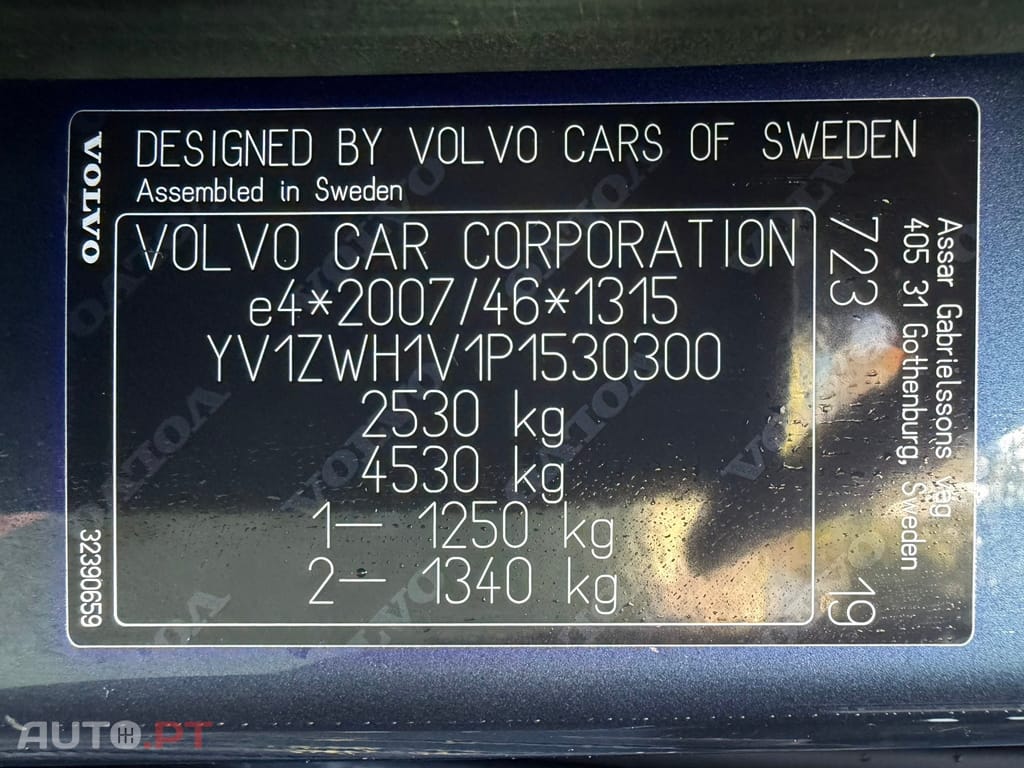 VOLVO
DESIGNED BY VOLVO CARS OF SWEDEN
Assembled in Sweden
VOLVO CAR CORPORATION
e4*2007/46*1315
YV1ZWH1V1P1530300
2530 kg
4530 kg
1— 1250 kg
2— 1340 kg
32390659
723
19
Assar Gabrielssons Väg
405 31 Gothenburg, Sweden
AUTO.PT